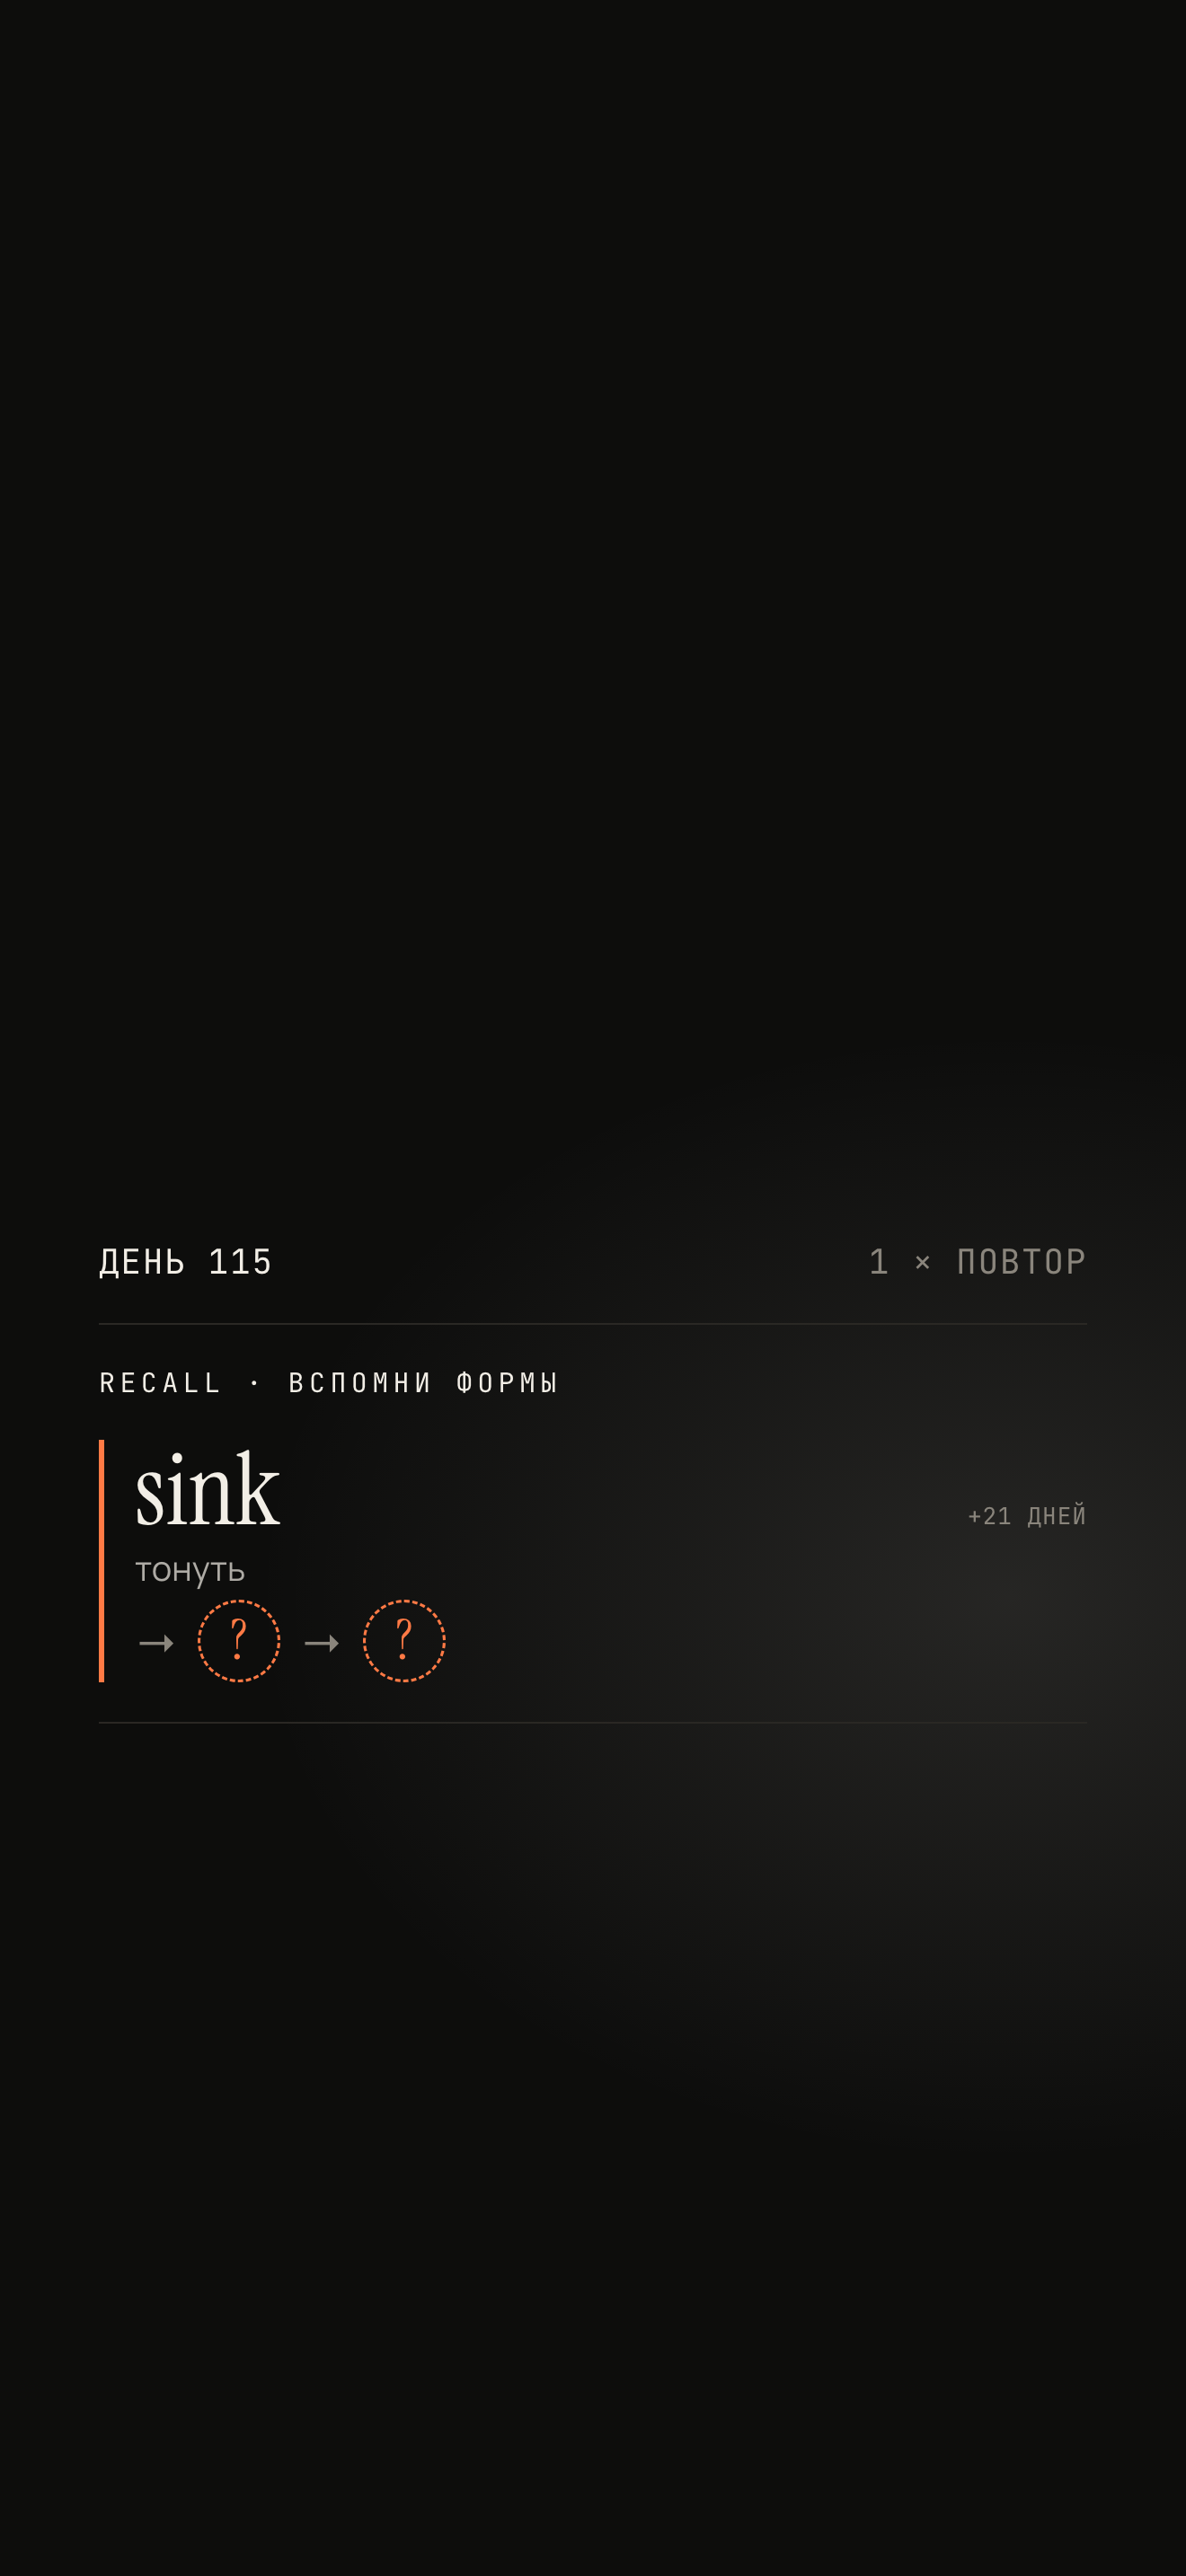 ДЕНЬ 115
1 × ПОВТОР
RECALL · ВСПОМНИ ФОРМЫ
sink
+21 ДНЕЙ
тонуть
→ ? → ?